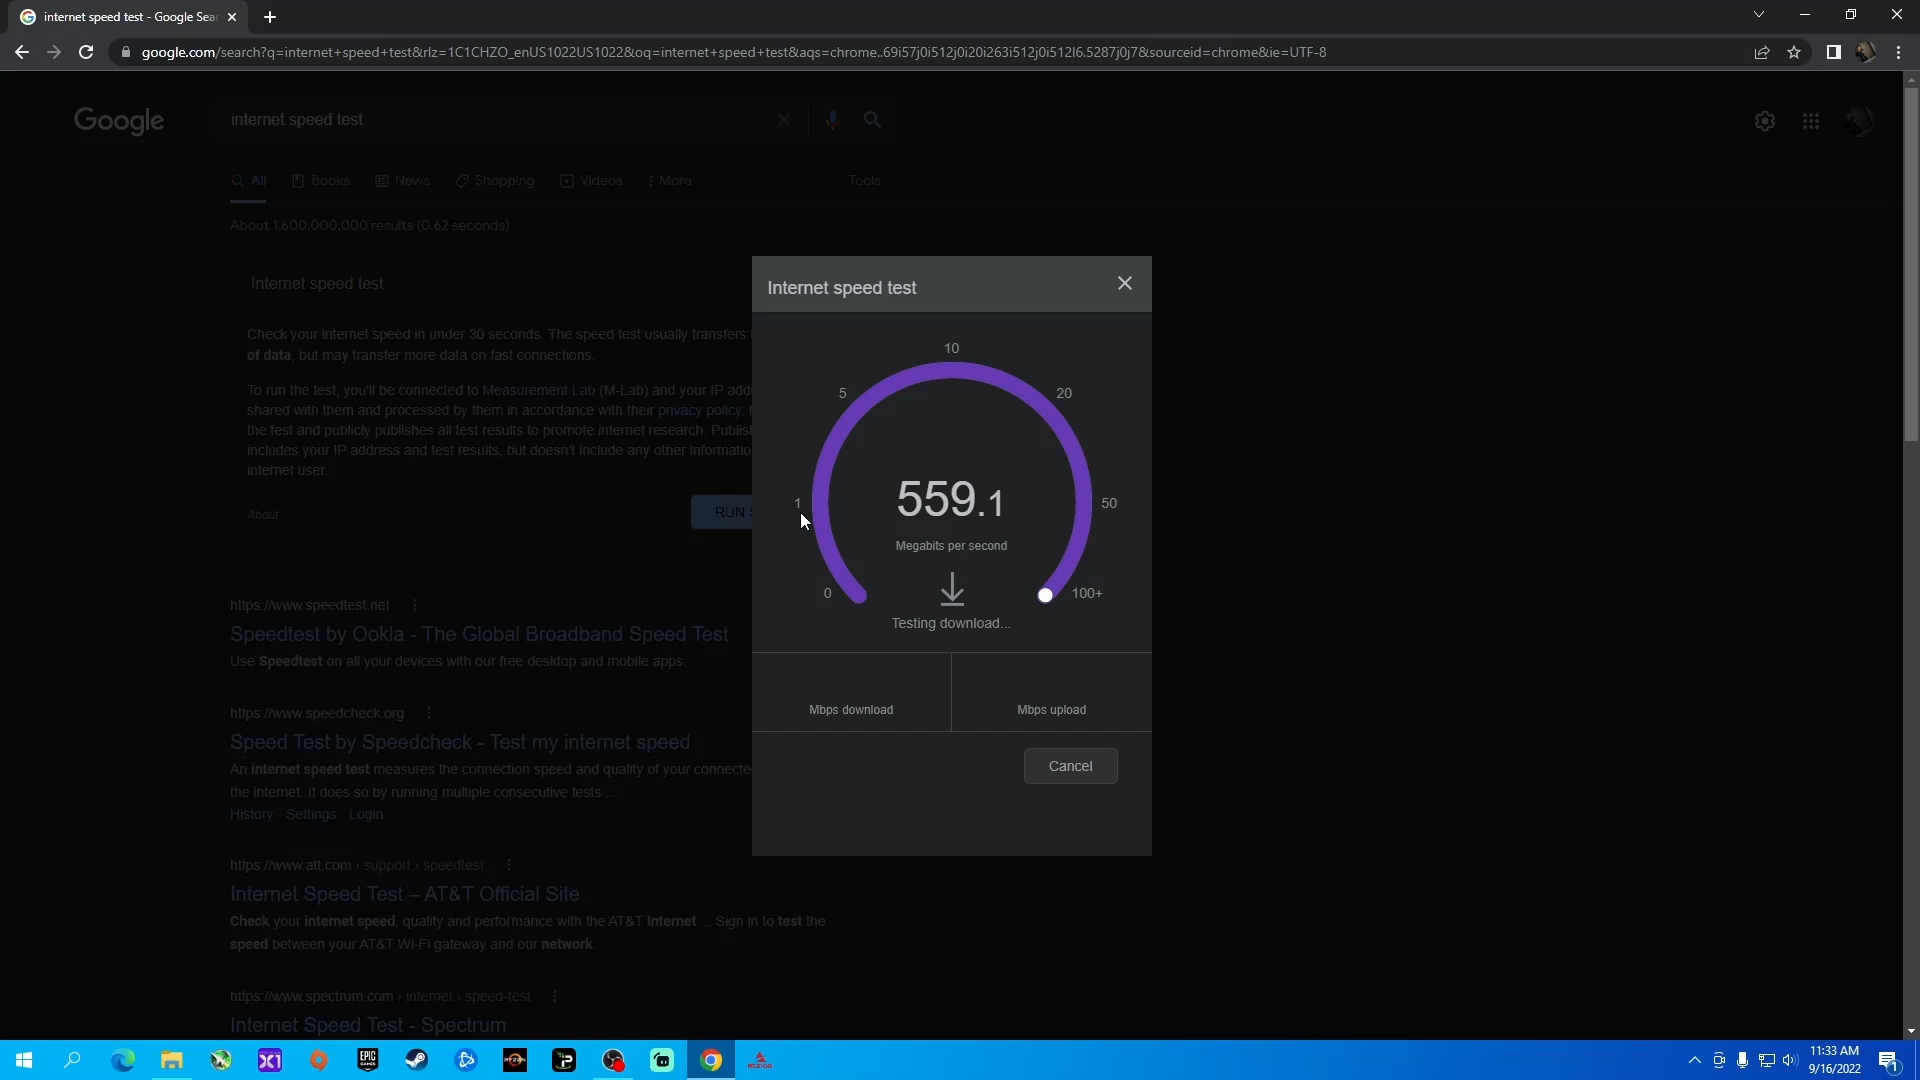 internet speed test - Google Sea
google.com/search?q=internet+speed+test&rlz=1C1CHZO_enUS1022US1022&oq=internet+speed+test&aqs=chrome..69i57j0i512j0i20i263i512j0i512l6.5287j0j7&sourceid=chrome&ie=UTF-8
Google
internet speed test
All Books News Shopping Videos More Tools
About 1,600,000,000 results (0.62 seconds)
Internet speed test
Check your internet speed in under 30 seconds. The speed test usually transfers
of data, but may transfer more data on fast connections.
To run the test, you'll be connected to Measurement Lab (M-Lab) and your IP add
shared with them and processed by them in accordance with their privacy policy.
the test and publicly publishes all test results to promote internet research. Publis
includes your IP address and test results, but doesn't include any other informatio
internet user.
About
RUN
Internet speed test
10
5
20
1
50
559.1
Megabits per second
0
100+
Testing download...
Mbps download
Mbps upload
Cancel
https://www.speedtest.net
Speedtest by Ookla - The Global Broadband Speed Test
Use Speedtest on all your devices with our free desktop and mobile apps.
https://www.speedcheck.org
Speed Test by Speedcheck - Test my internet speed
An internet speed test measures the connection speed and quality of your connecte
the internet. It does so by running multiple consecutive tests ...
History · Settings · Login
https://www.att.com › support › speedtest
Internet Speed Test – AT&T Official Site
Check your internet speed, quality and performance with the AT&T Internet ... Sign in to test the
speed between your AT&T Wi-Fi gateway and our network.
https://www.spectrum.com › internet › speed-test
Internet Speed Test - Spectrum
X1
EPIC
GAMES
RYZEN
11:33 AM
9/16/2022
1